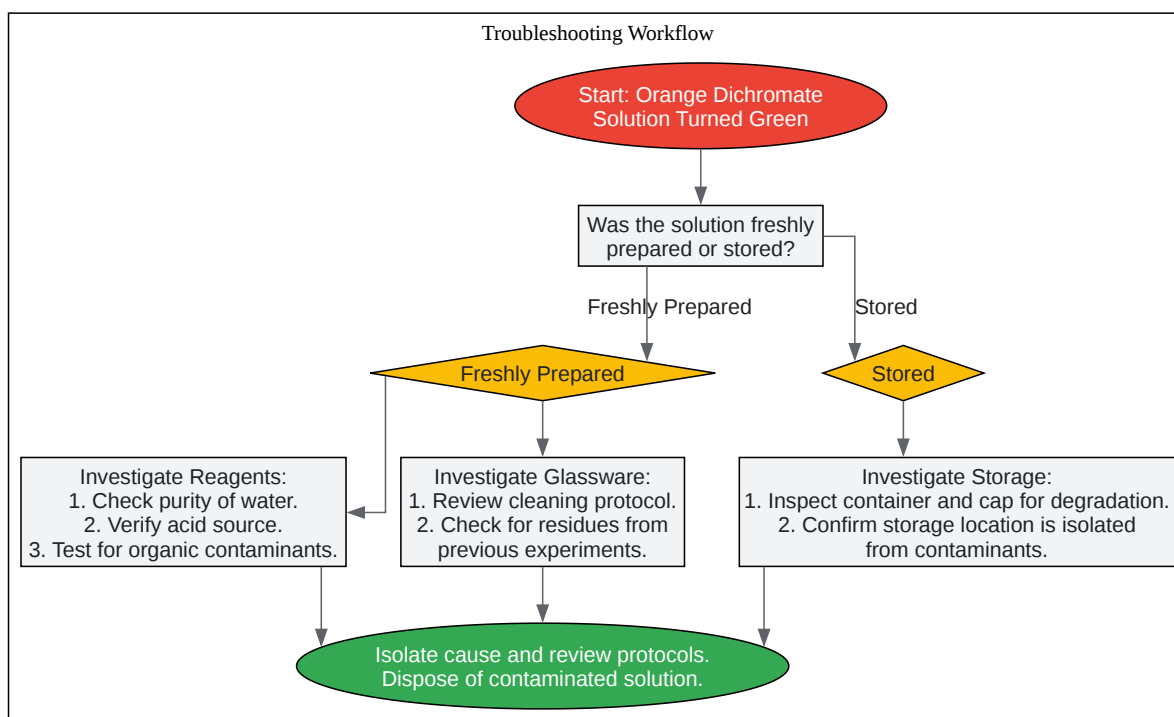 Troubleshooting Workflow
Start: Orange Dichromate
Solution Turned Green
Was the solution freshly
prepared or stored?
Freshly Prepared
Stored
Freshly Prepared
Stored
Investigate Reagents:
1. Check purity of water.
2. Verify acid source.
3. Test for organic contaminants.
Investigate Glassware:
1. Review cleaning protocol.
2. Check for residues from
previous experiments.
Investigate Storage:
1. Inspect container and cap for degradation.
2. Confirm storage location is isolated
from contaminants.
Isolate cause and review protocols.
Dispose of contaminated solution.